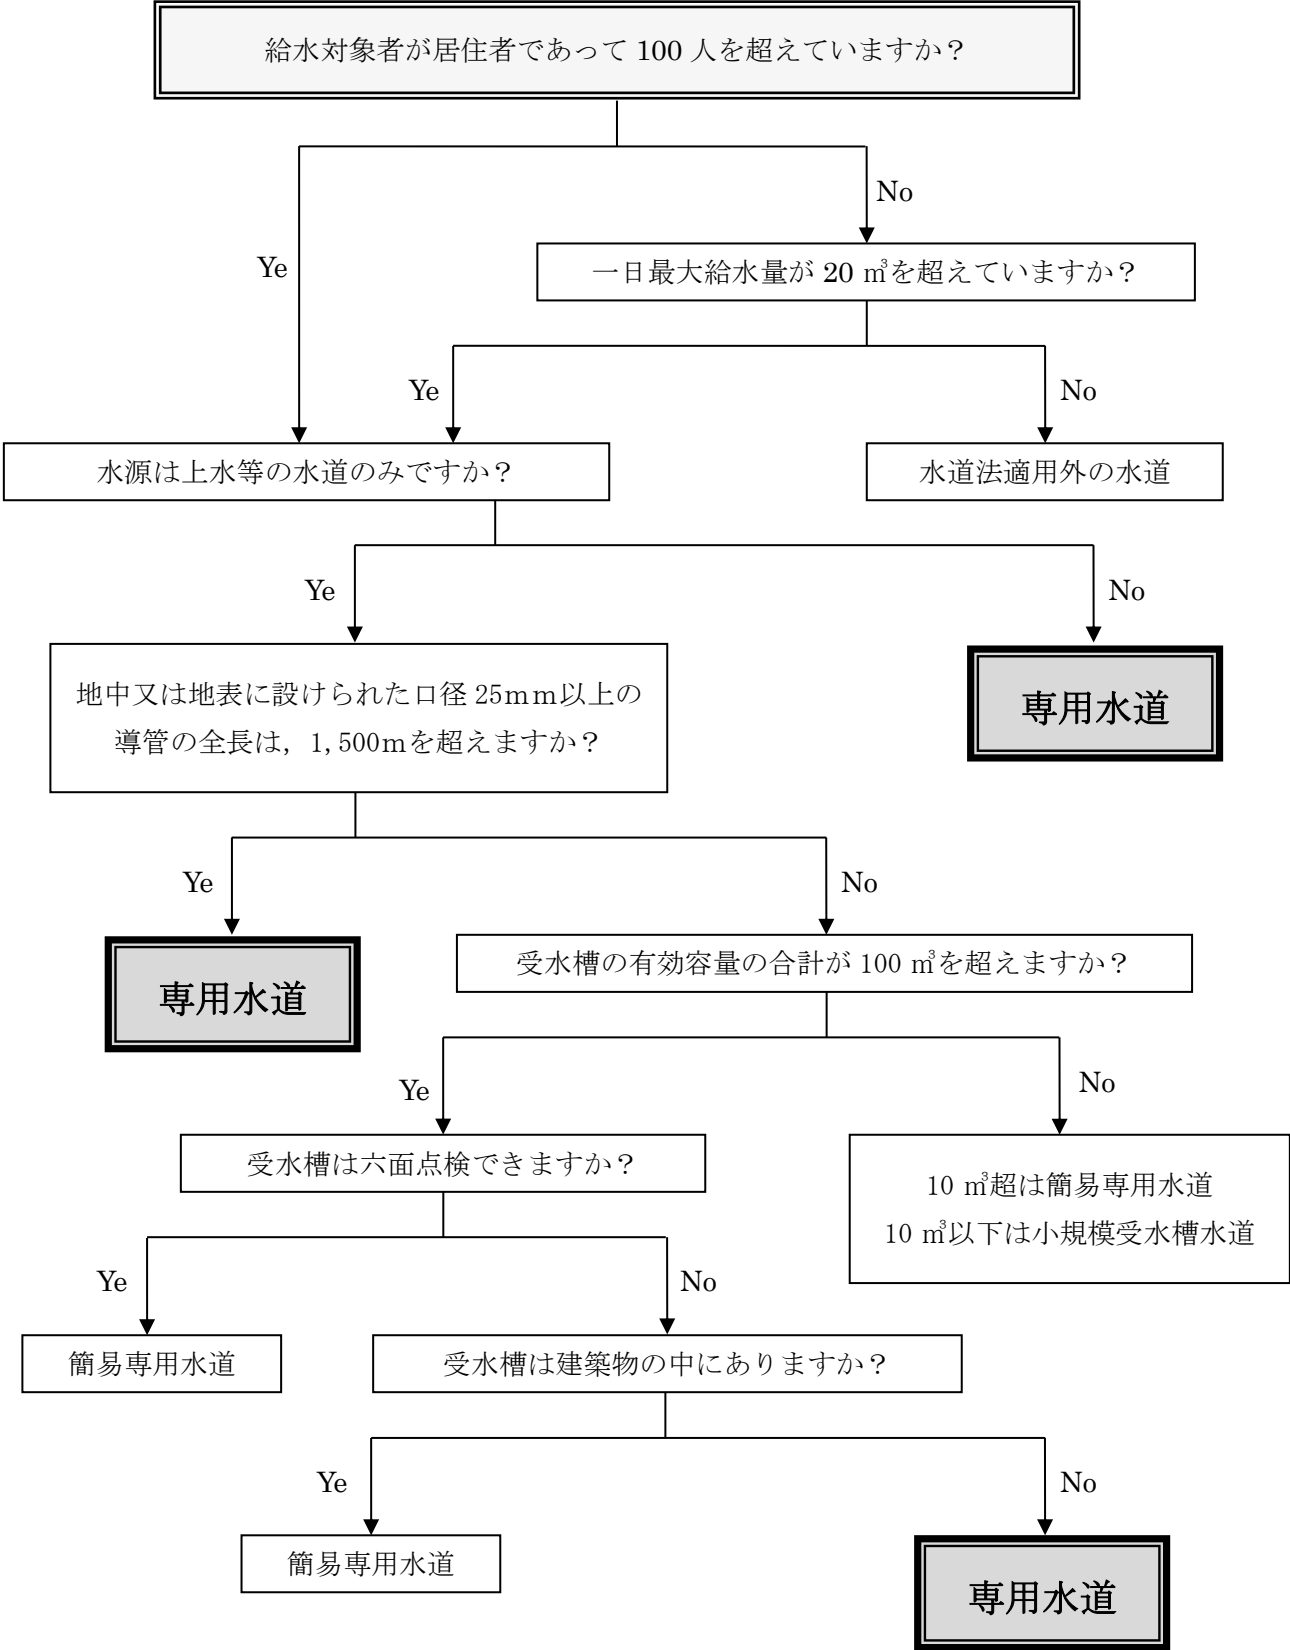 給水対象者が居住者であって 100 人を超えていますか？
No
Ye
一日最大給水量が 20 ㎥を超えていますか？
Ye
No
水源は上水等の水道のみですか？
水道法適用外の水道
Ye
No
地中又は地表に設けられた口径 25ｍｍ以上の
導管の全長は，1,500ｍを超えますか？
専用水道
Ye
No
専用水道
受水槽の有効容量の合計が 100 ㎥を超えますか？
Ye
No
受水槽は六面点検できますか？
10 ㎥超は簡易専用水道
10 ㎥以下は小規模受水槽水道
Ye
No
簡易専用水道
受水槽は建築物の中にありますか？
Ye
No
簡易専用水道
専用水道